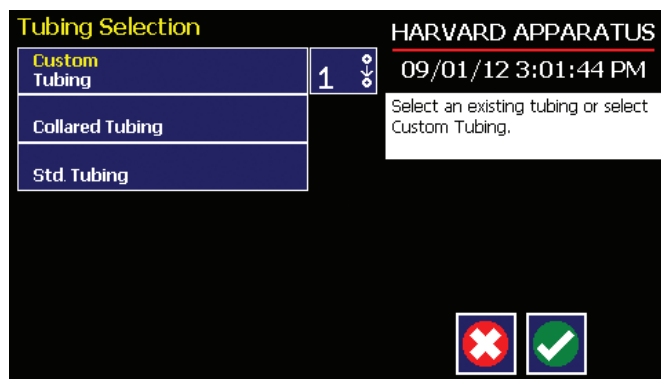 Tubing Selection
Custom
Tubing
1
Collared Tubing
Std. Tubing
HARVARD APPARATUS
09/01/12 3:01:44 PM
Select an existing tubing or select
Custom Tubing.